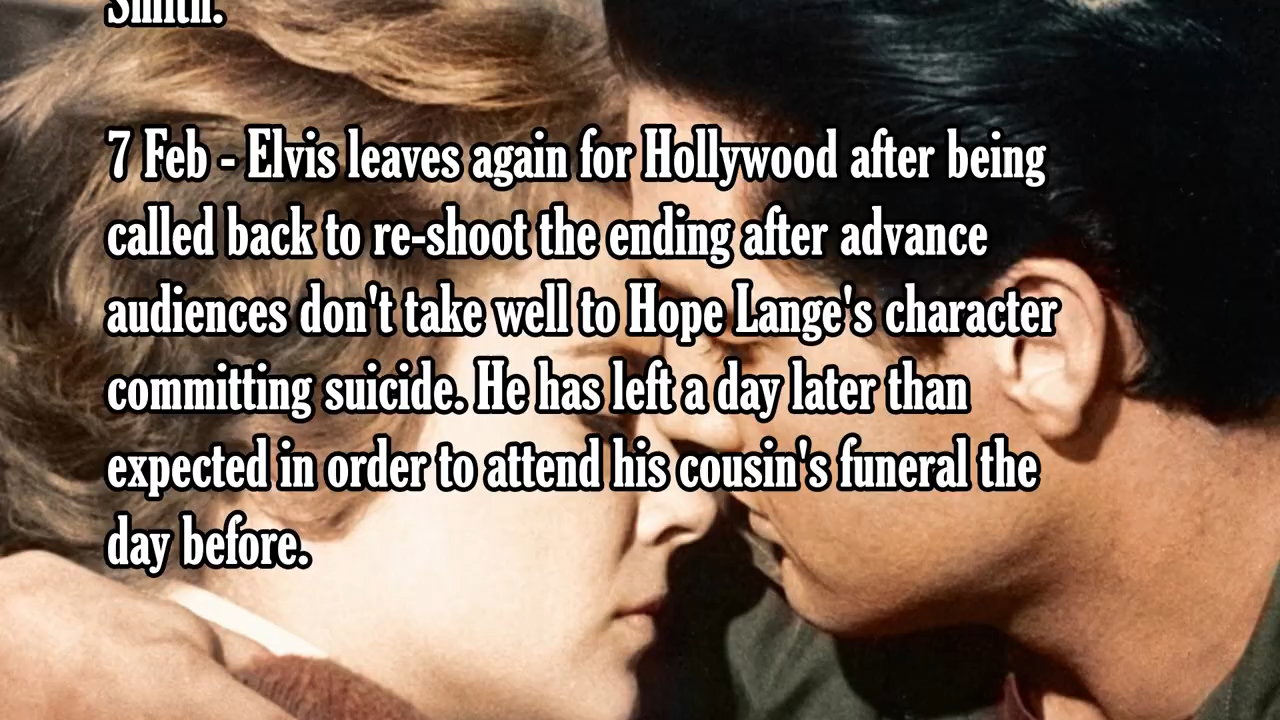 Smith.
7 Feb - Elvis leaves again for Hollywood after being
called back to re-shoot the ending after advance
audiences don't take well to Hope Lange's character
committing suicide. He has left a day later than
expected in order to attend his cousin's funeral the
day before.